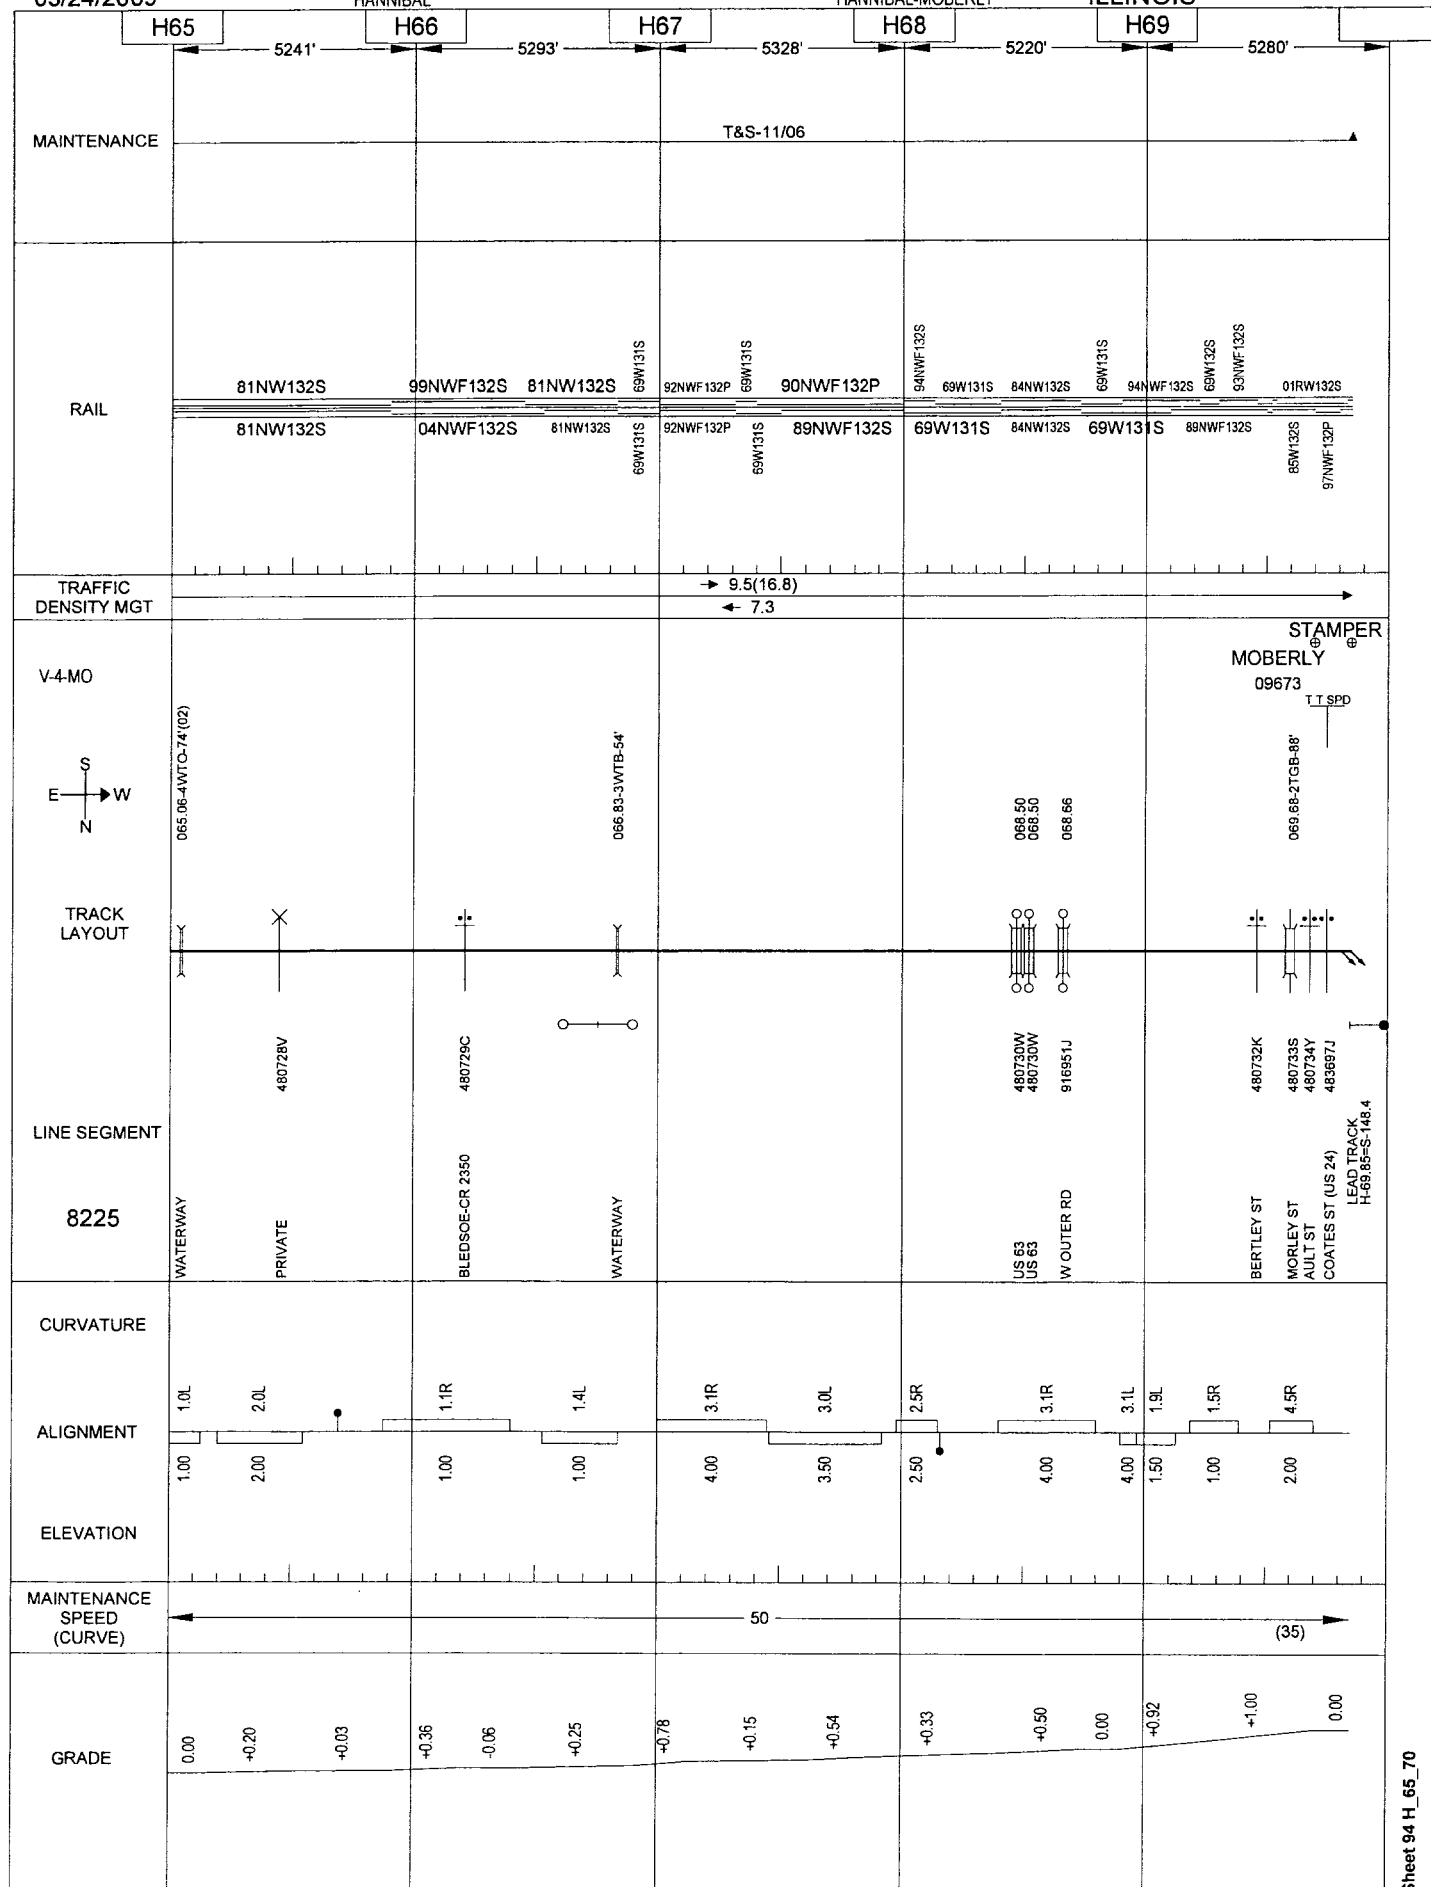 HANNIBAL HANNIBAL-MOBERLY ILLINOIS
H65 H66 H67 H68 H69
5241' 5293' 5328' 5220' 5280'
MAINTENANCE
T&S-11/06
RAIL
81NW132S 99NWF132S 81NW132S 69W131S 92NWF132P 69W131S 90NWF132P 94NWF132S 69W131S 84NW132S 69W131S 94NWF132S 69W132S 93NWF132S 01RW132S
81NW132S 04NWF132S 81NW132S 69W131S 92NWF132P 69W131S 89NWF132S 69W131S 84NW132S 69W131S 89NWF132S 85W132S 97NWF132P
TRAFFIC
DENSITY MGT
9.5(16.8)
7.3
V-4-MO
STAMPER
MOBERLY
09673
T T SPD
S
E W
N
065.06-4WTO-74'(02)
066.83-3WTB-54'
068.50
068.50
068.66
069.68-2TGB-88'
TRACK
LAYOUT
480728V
480729C
480730W
480730W
916951J
480732K
480733S
480734Y
483697J
LINE SEGMENT
8225
WATERWAY
PRIVATE
BLEDSOE-CR 2350
WATERWAY
US 63
US 63
W OUTER RD
BERTLEY ST
MORLEY ST
AULT ST
COATES ST (US 24)
LEAD TRACK
H-69.85=S-148.4
CURVATURE
1.0L 2.0L 1.1R 1.4L 3.1R 3.0L 2.5R 3.1R 3.1L 1.9L 1.5R 4.5R
ALIGNMENT
1.00 2.00 1.00 1.00 4.00 3.50 2.50 4.00 4.00 1.50 1.00 2.00
ELEVATION
MAINTENANCE
SPEED
(CURVE)
50
(35)
GRADE
0.00 +0.20 +0.03 +0.36 -0.06 +0.25 +0.78 +0.15 +0.54 +0.33 +0.50 0.00 +0.92 +1.00 0.00
Sheet 94 H_65_70